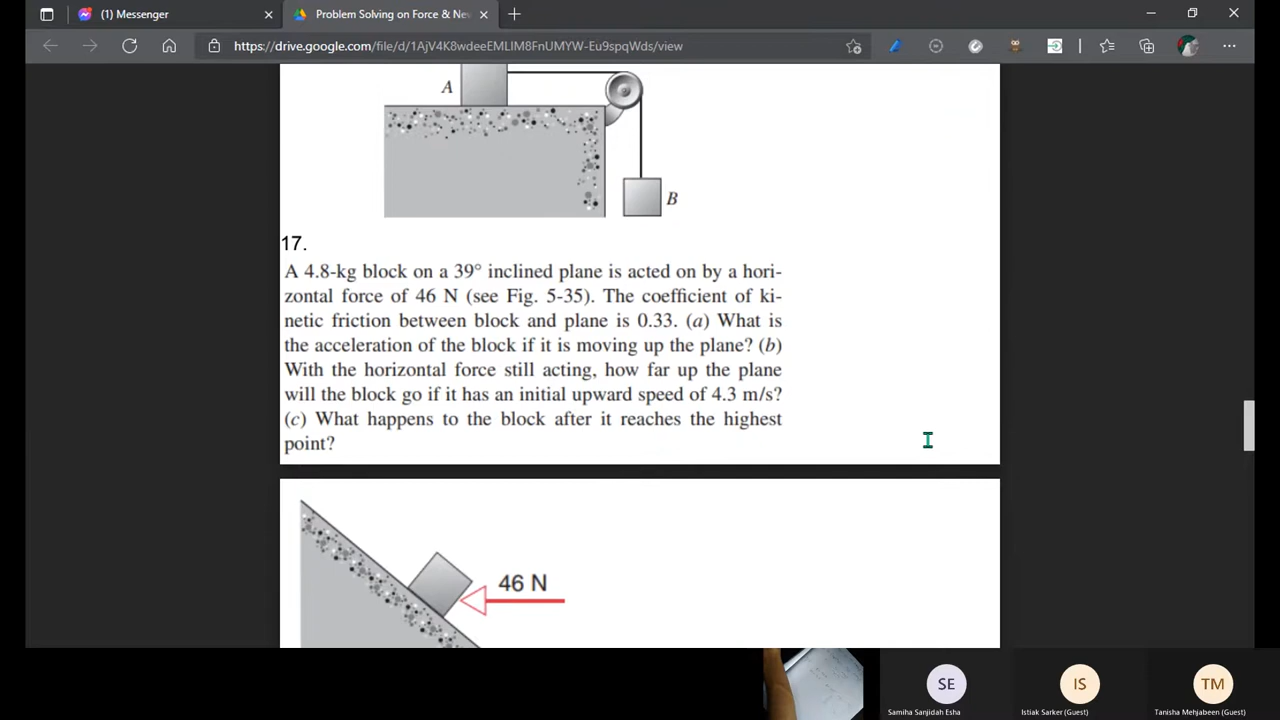 (1) Messenger
Problem Solving on Force & Nev
https://drive.google.com/file/d/1AjV4K8wdeeEMLlM8FnUMYW-Eu9spqWds/view
A
B
17.
A 4.8-kg block on a 39° inclined plane is acted on by a hori-
zontal force of 46 N (see Fig. 5-35). The coefficient of ki-
netic friction between block and plane is 0.33. (a) What is
the acceleration of the block if it is moving up the plane? (b)
With the horizontal force still acting, how far up the plane
will the block go if it has an initial upward speed of 4.3 m/s?
(c) What happens to the block after it reaches the highest
point?
46 N
SE
IS
TM
Samiha Sanjidah Esha
Istiak Sarker (Guest)
Tanisha Mehjabeen (Guest)